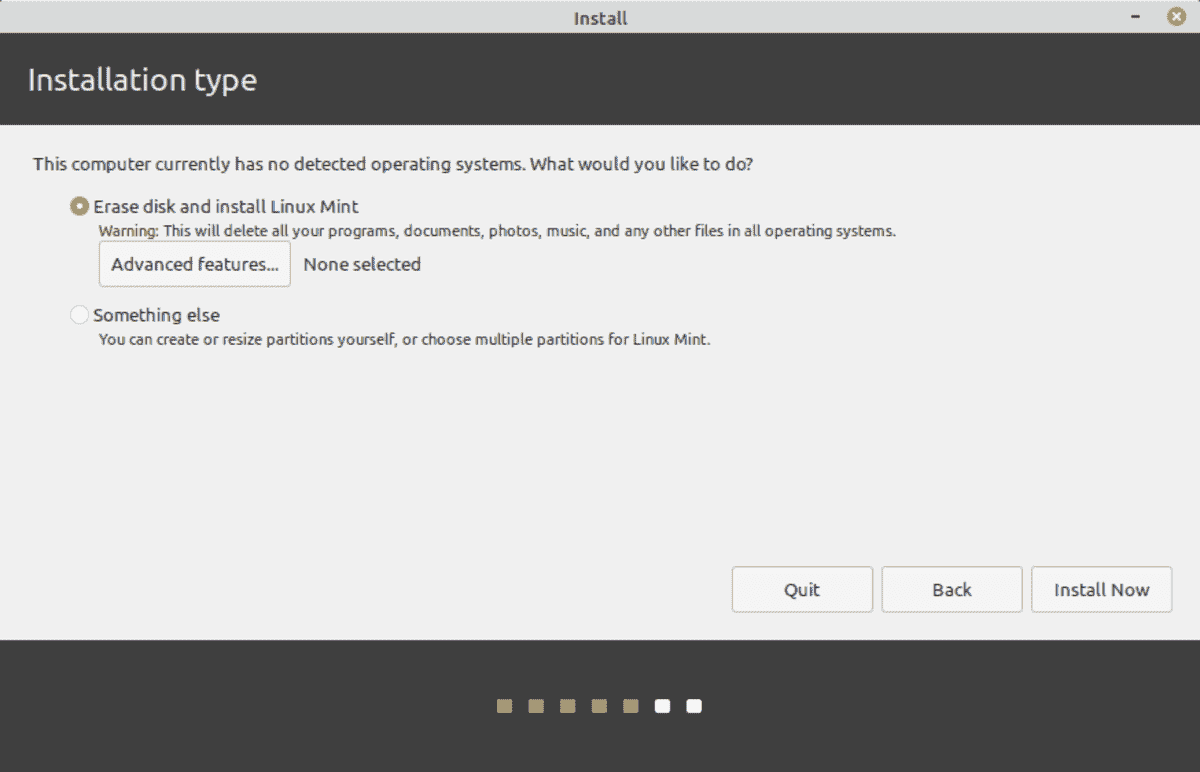 Install
Installation type
This computer currently has no detected operating systems. What would you like to do?
Erase disk and install Linux Mint
Warning: This will delete all your programs, documents, photos, music, and any other files in all operating systems.
Advanced features... None selected
Something else
You can create or resize partitions yourself, or choose multiple partitions for Linux Mint.
Quit Back Install Now